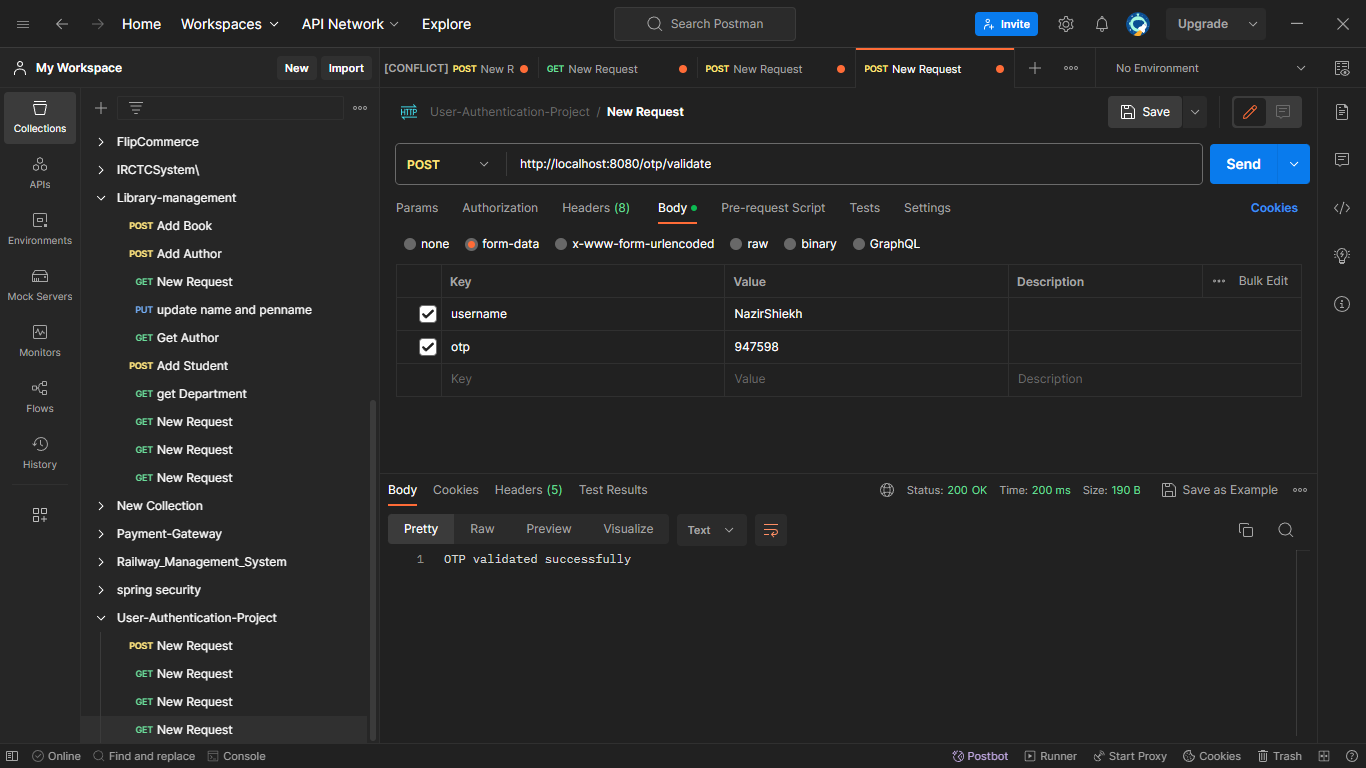 Home Workspaces API Network Explore Search Postman Invite Upgrade
My Workspace New Import [CONFLICT] POST New R GET New Request POST New Request POST New Request No Environment
Collections
APIs
Environments
Mock Servers
Monitors
Flows
History
FlipCommerce
IRCTCSystem\
Library-management
POST Add Book
POST Add Author
GET New Request
PUT update name and penname
GET Get Author
POST Add Student
GET get Department
GET New Request
GET New Request
GET New Request
New Collection
Payment-Gateway
Railway_Management_System
spring security
User-Authentication-Project
POST New Request
GET New Request
GET New Request
GET New Request
HTTP User-Authentication-Project / New Request Save
POST http://localhost:8080/otp/validate Send
Params Authorization Headers (8) Body Pre-request Script Tests Settings Cookies
none form-data x-www-form-urlencoded raw binary GraphQL
Key Value Description Bulk Edit
username NazirShiekh
otp 947598
Key Value Description
Body Cookies Headers (5) Test Results Status: 200 OK Time: 200 ms Size: 190 B Save as Example
Pretty Raw Preview Visualize Text
1 OTP validated successfully
Online Find and replace Console Postbot Runner Start Proxy Cookies Trash